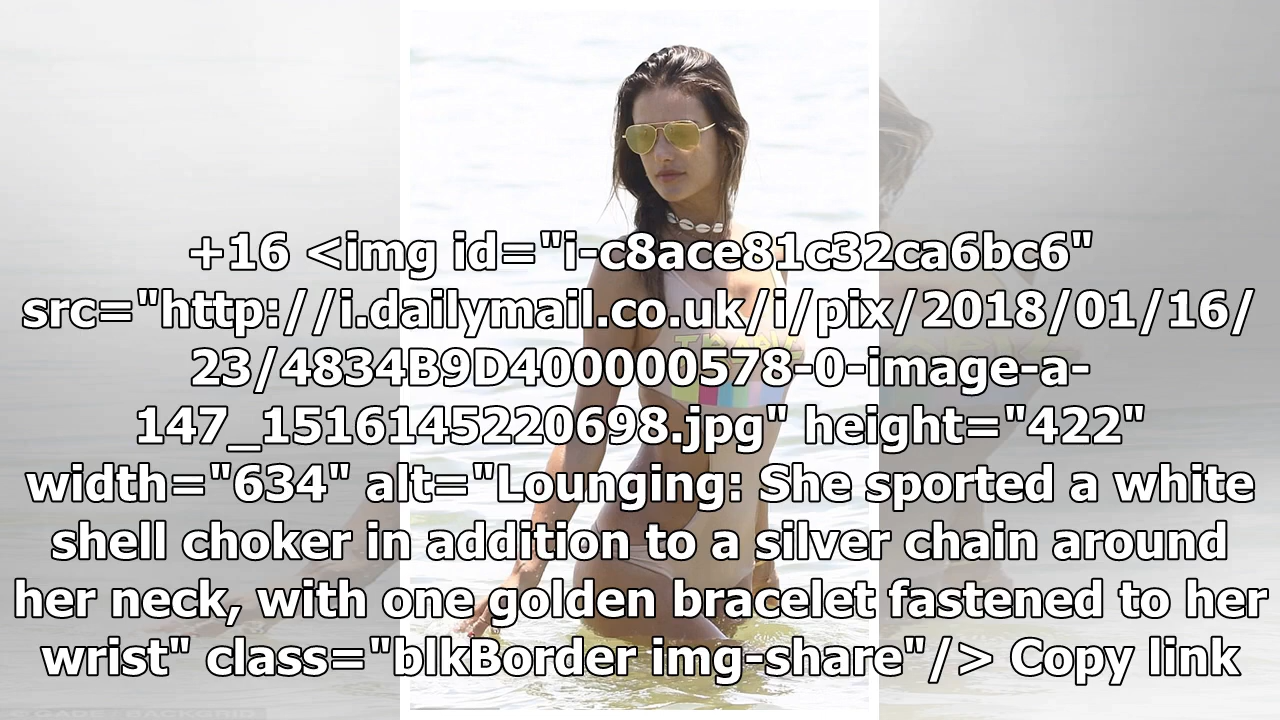 +16 <img id="i-c8ace81c32ca6bc6"
src="http://i.dailymail.co.uk/i/pix/2018/01/16/
23/4834B9D400000578-0-image-a-
147_1516145220698.jpg" height="422"
width="634" alt="Lounging: She sported a white
shell choker in addition to a silver chain around
her neck, with one golden bracelet fastened to her
wrist" class="blkBorder img-share"/> Copy link